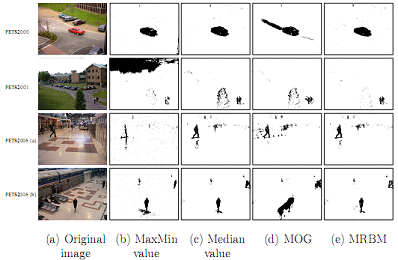 PETS2000
PETS2001
PETS2006 (a)
PETS2006 (b)
(a) Original image
(b) MaxMin value
(c) Median value
(d) MOG
(e) MRBM